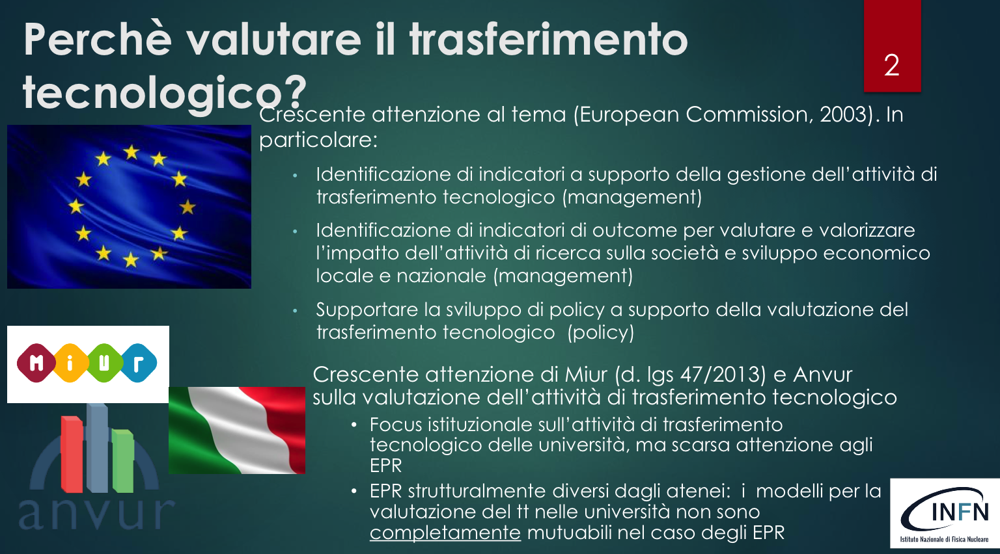 Perchè valutare il trasferimento
tecnologico?
2
Crescente attenzione al tema (European Commission, 2003). In
particolare:
• Identificazione di indicatori a supporto della gestione dell’attività di
trasferimento tecnologico (management)
• Identificazione di indicatori di outcome per valutare e valorizzare
l’impatto dell’attività di ricerca sulla società e sviluppo economico
locale e nazionale (management)
• Supportare la sviluppo di policy a supporto della valutazione del
trasferimento tecnologico  (policy)
Miur
Crescente attenzione di Miur (d. lgs 47/2013) e Anvur
sulla valutazione dell’attività di trasferimento tecnologico
• Focus istituzionale sull’attività di trasferimento
tecnologico delle università, ma scarsa attenzione agli
EPR
• EPR strutturalmente diversi dagli atenei:  i  modelli per la
valutazione del tt nelle università non sono
completamente mutuabili nel caso degli EPR
anvur
INFN
Istituto Nazionale di Fisica Nucleare